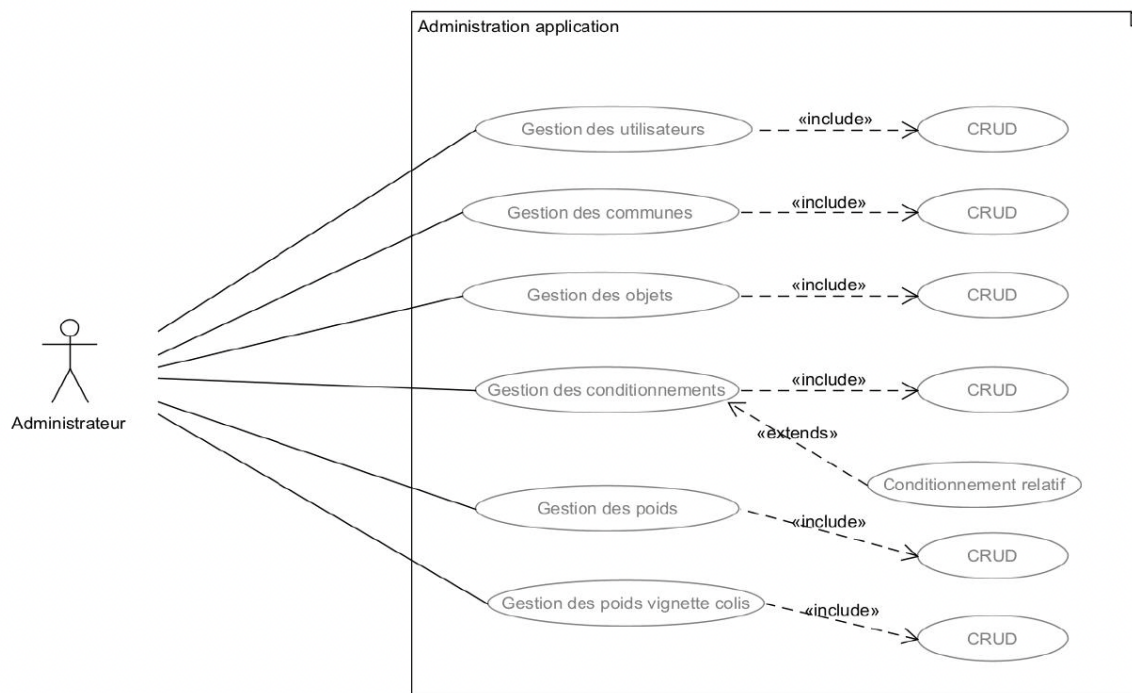 Administration application
Gestion des utilisateurs
«include»
CRUD
Gestion des communes
«include»
CRUD
Gestion des objets
«include»
CRUD
Gestion des conditionnements
«include»
CRUD
Administrateur
«extends»
Conditionnement relatif
Gestion des poids
«include»
CRUD
Gestion des poids vignette colis
«include»
CRUD